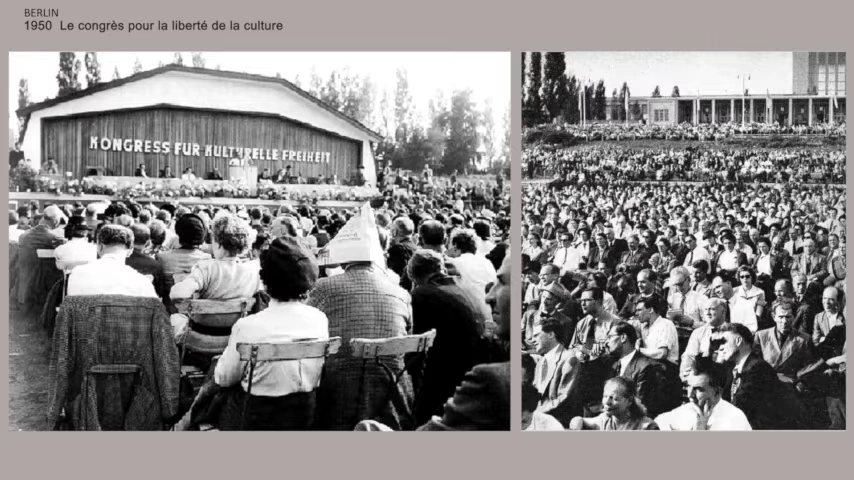 BERLIN
1950 Le congrès pour la liberté de la culture
KONGRESS FÜR KULTURELLE FREIHEIT